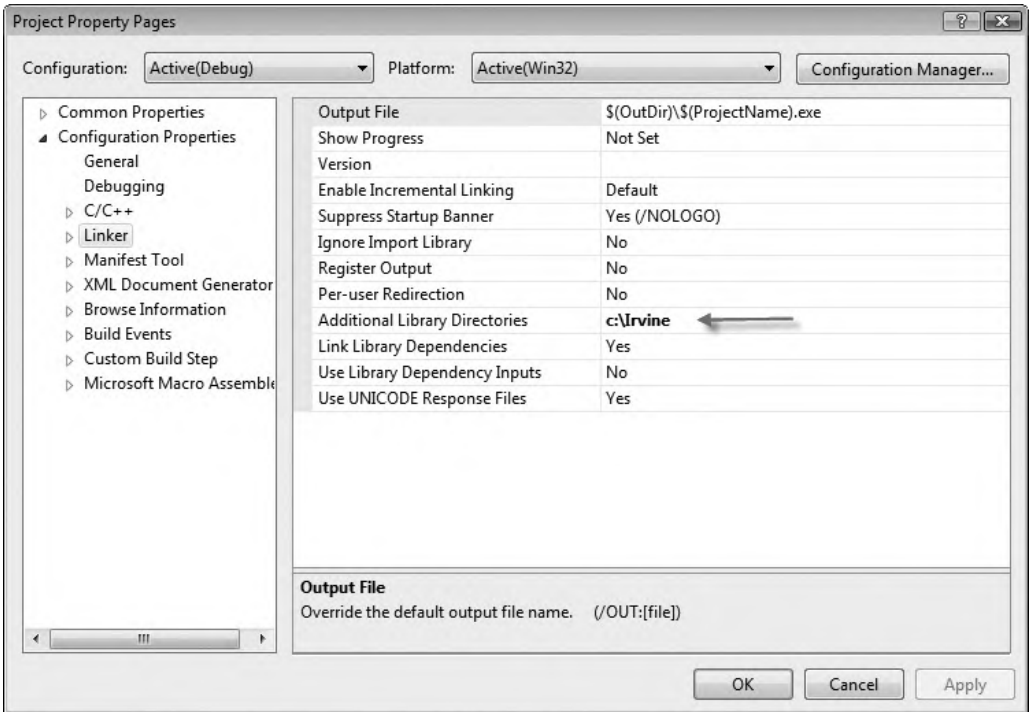 Project Property Pages
Configuration: Active(Debug) Platform: Active(Win32) Configuration Manager...
Common Properties
Configuration Properties
General
Debugging
C/C++
Linker
Manifest Tool
XML Document Generator
Browse Information
Build Events
Custom Build Step
Microsoft Macro Assemble
Output File $(OutDir)\$(ProjectName).exe
Show Progress Not Set
Version
Enable Incremental Linking Default
Suppress Startup Banner Yes (/NOLOGO)
Ignore Import Library No
Register Output No
Per-user Redirection No
Additional Library Directories c:\Irvine
Link Library Dependencies Yes
Use Library Dependency Inputs No
Use UNICODE Response Files Yes
Output File
Override the default output file name. (/OUT:[file])
OK Cancel Apply